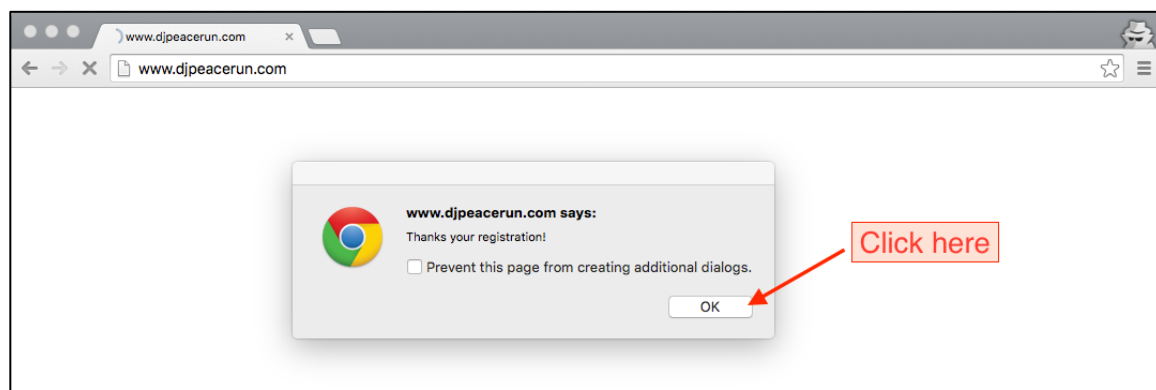 www.djpeacerun.com
www.djpeacerun.com
www.djpeacerun.com says:
Thanks your registration!
Prevent this page from creating additional dialogs.
Click here
OK